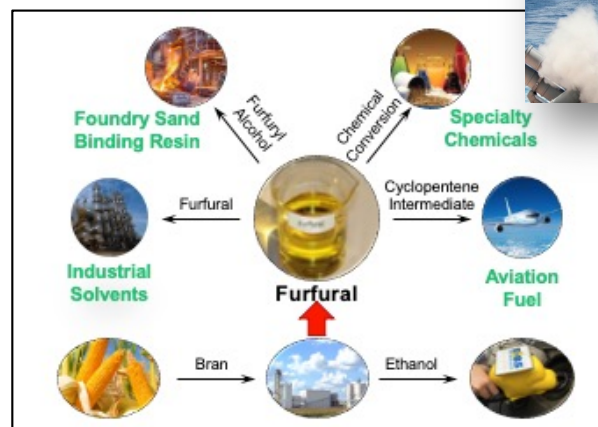 Foundry Sand
Binding Resin
Furfuryl
Alcohol
Chemical
Conversion
Specialty
Chemicals
Furfural
Cyclopentene
Intermediate
Industrial
Solvents
Furfural
Aviation
Fuel
Bran
Ethanol